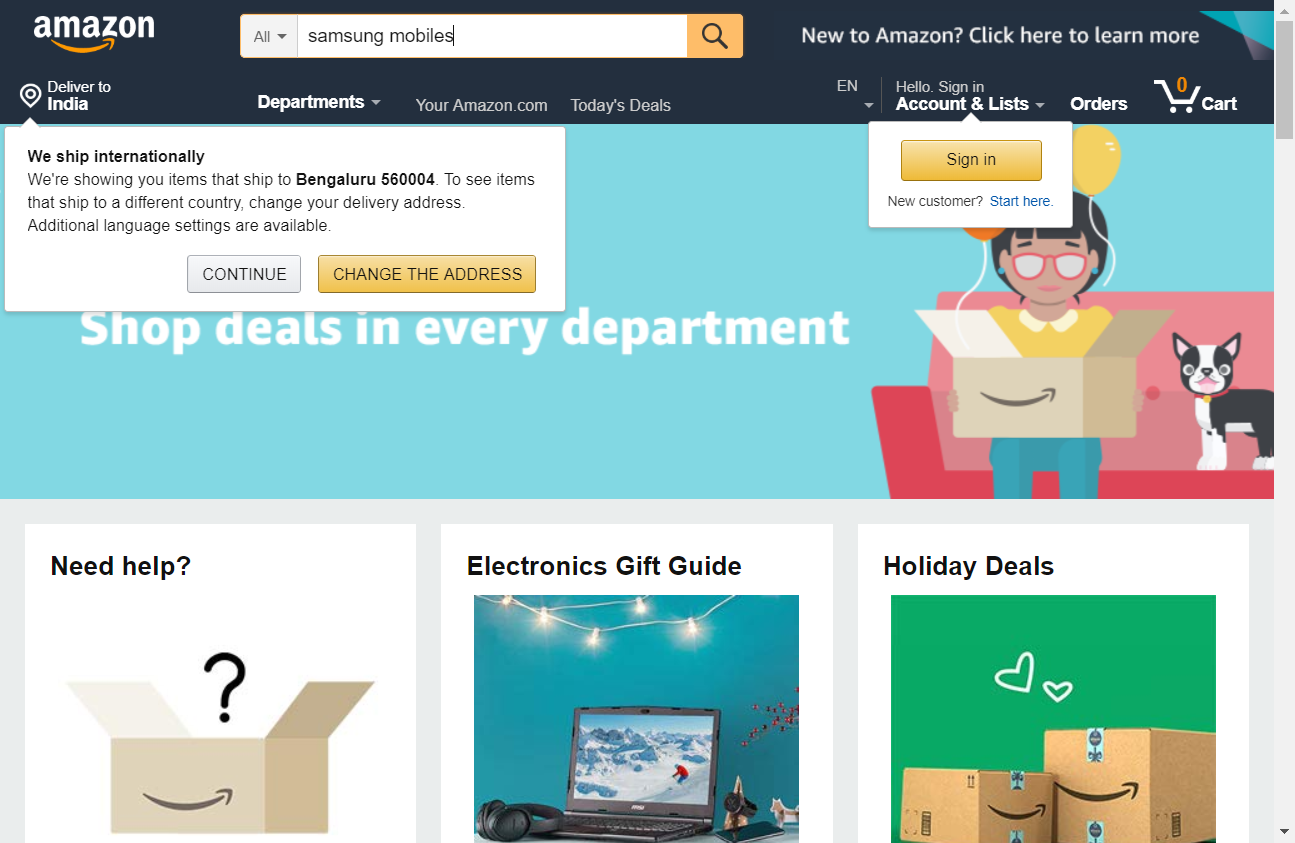 amazon
All
samsung mobiles
New to Amazon? Click here to learn more
Deliver to
India
Departments
Your Amazon.com
Today's Deals
EN
Hello. Sign in
Account & Lists
Orders
0
Cart
We ship internationally
We're showing you items that ship to Bengaluru 560004. To see items
that ship to a different country, change your delivery address.
Additional language settings are available.
CONTINUE
CHANGE THE ADDRESS
Sign in
New customer? Start here.
Shop deals in every department
Need help?
?
Electronics Gift Guide
msi
Holiday Deals